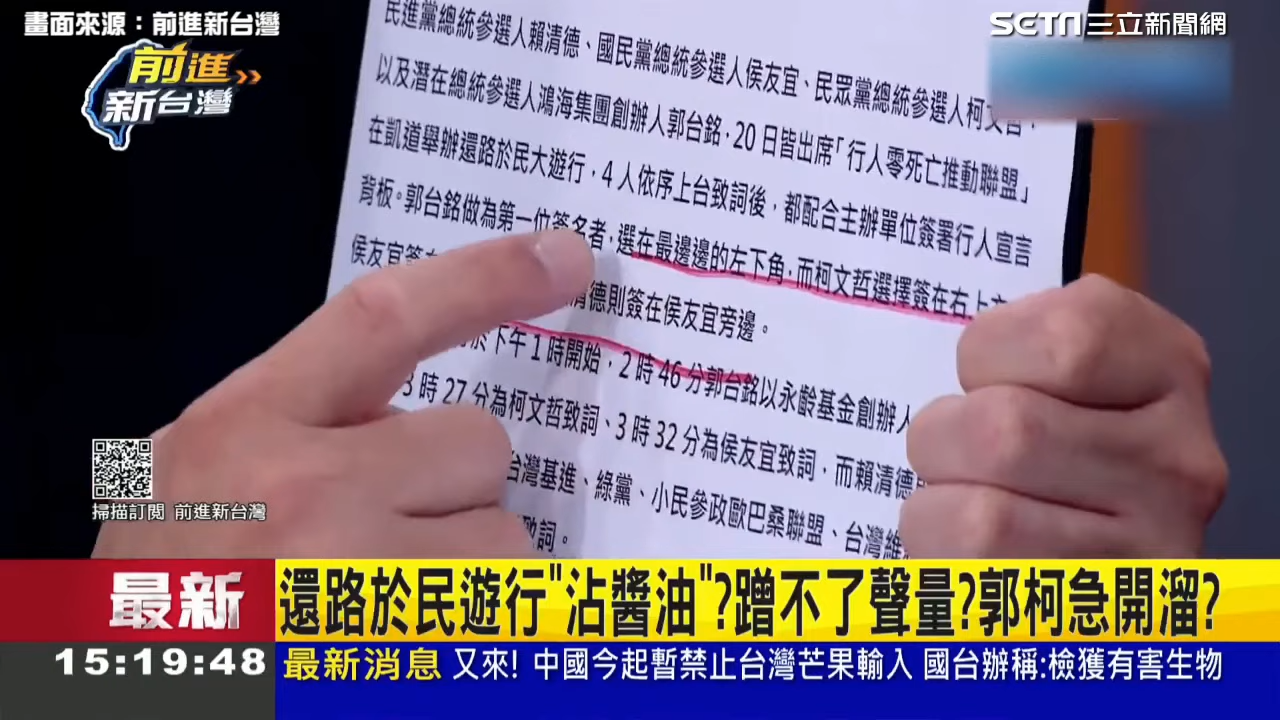 畫面來源：前進新台灣
SETN 三立新聞網
前進
新台灣
民進黨總統參選人賴清德、國民黨總統參選人侯友宜、民眾黨總統參選人柯文哲，
以及潛在總統參選人鴻海集團創辦人郭台銘，20日皆出席「行人零死亡推動聯盟」
在凱道舉辦還路於民大遊行，4人依序上台致詞後，都配合主辦單位簽署行人宣言
背板。郭台銘做為第一位簽名者，選在最邊邊的左下角，而柯文哲選擇簽在右上
侯友宜簽在 清德則簽在侯友宜旁邊。
於下午1時開始，2時46分郭台銘以永齡基金創辦人
3時27分為柯文哲致詞、3時32分為侯友宜致詞，而賴清德
台灣基進、綠黨、小民參政歐巴桑聯盟、台灣維
致詞。
掃描訂閱 前進新台灣
最新 還路於民遊行"沾醬油"?蹭不了聲量?郭柯急開溜?
15:19:48 最新消息 又來! 中國今起暫禁止台灣芒果輸入 國台辦稱:檢獲有害生物